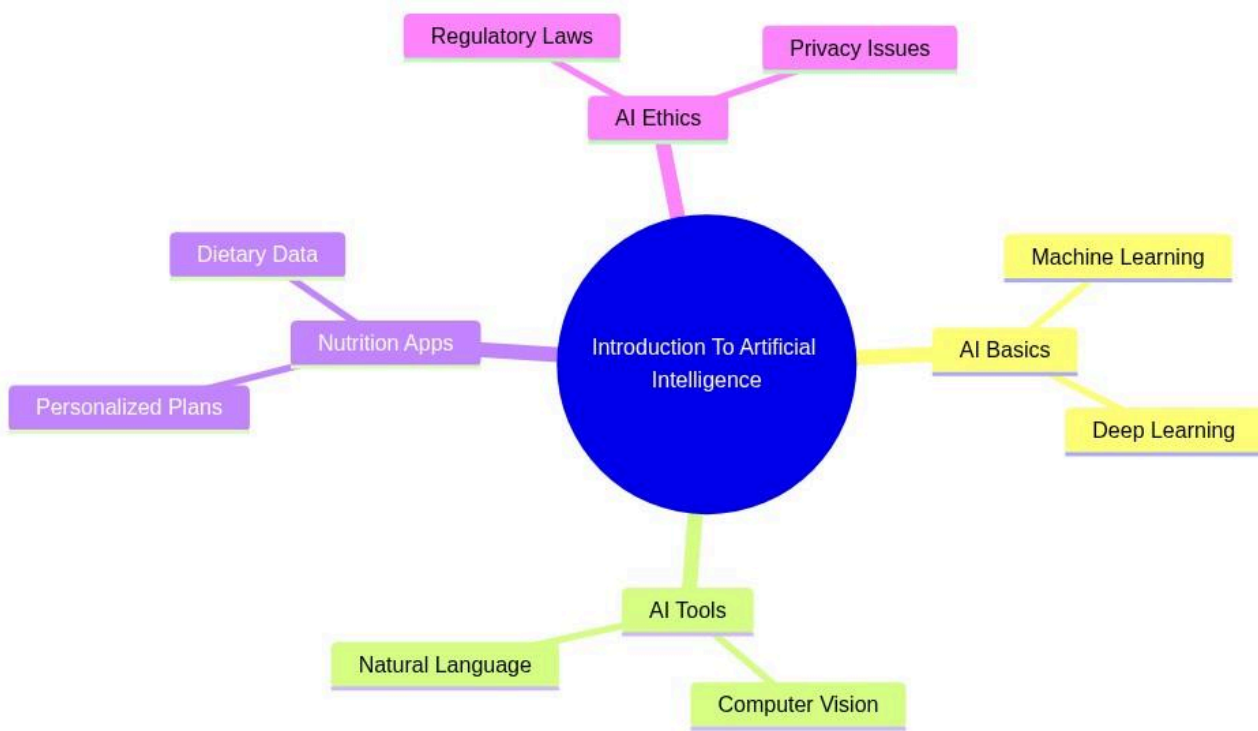 Regulatory Laws
Privacy Issues
AI Ethics
Dietary Data
Machine Learning
Nutrition Apps
Introduction To Artificial
Intelligence
AI Basics
Personalized Plans
Deep Learning
AI Tools
Natural Language
Computer Vision